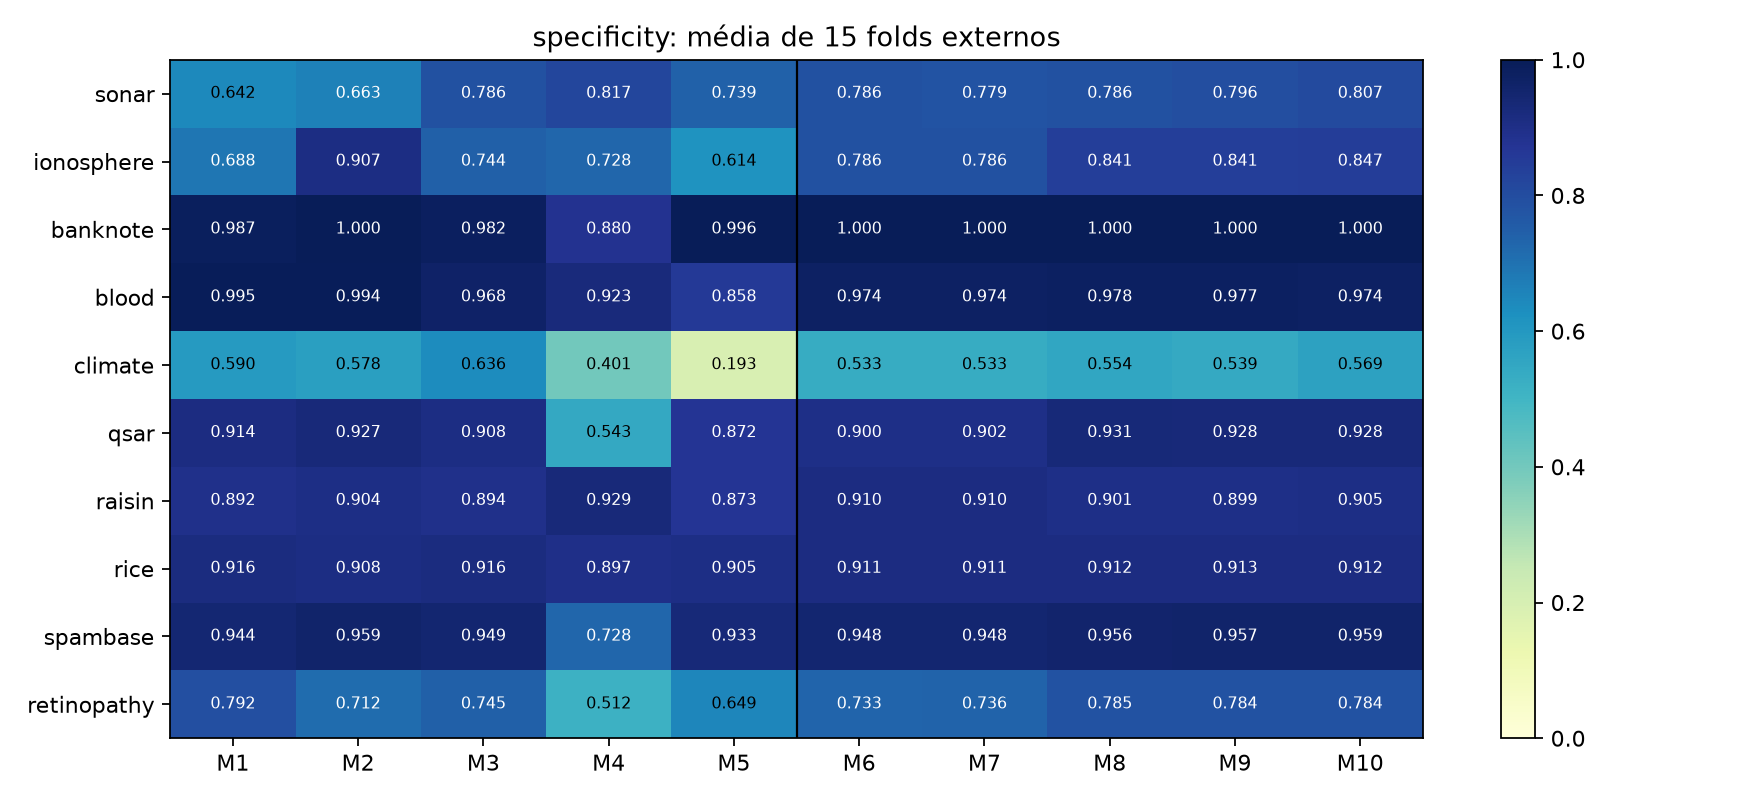 specificity: média de 15 folds externos
sonar 0.642 0.663 0.786 0.817 0.739 0.786 0.779 0.786 0.796 0.807
ionosphere 0.688 0.907 0.744 0.728 0.614 0.786 0.786 0.841 0.841 0.847
banknote 0.987 1.000 0.982 0.880 0.996 1.000 1.000 1.000 1.000 1.000
blood 0.995 0.994 0.968 0.923 0.858 0.974 0.974 0.978 0.977 0.974
climate 0.590 0.578 0.636 0.401 0.193 0.533 0.533 0.554 0.539 0.569
qsar 0.914 0.927 0.908 0.543 0.872 0.900 0.902 0.931 0.928 0.928
raisin 0.892 0.904 0.894 0.929 0.873 0.910 0.910 0.901 0.899 0.905
rice 0.916 0.908 0.916 0.897 0.905 0.911 0.911 0.912 0.913 0.912
spambase 0.944 0.959 0.949 0.728 0.933 0.948 0.948 0.956 0.957 0.959
retinopathy 0.792 0.712 0.745 0.512 0.649 0.733 0.736 0.785 0.784 0.784
M1 M2 M3 M4 M5 M6 M7 M8 M9 M10
1.0
0.8
0.6
0.4
0.2
0.0